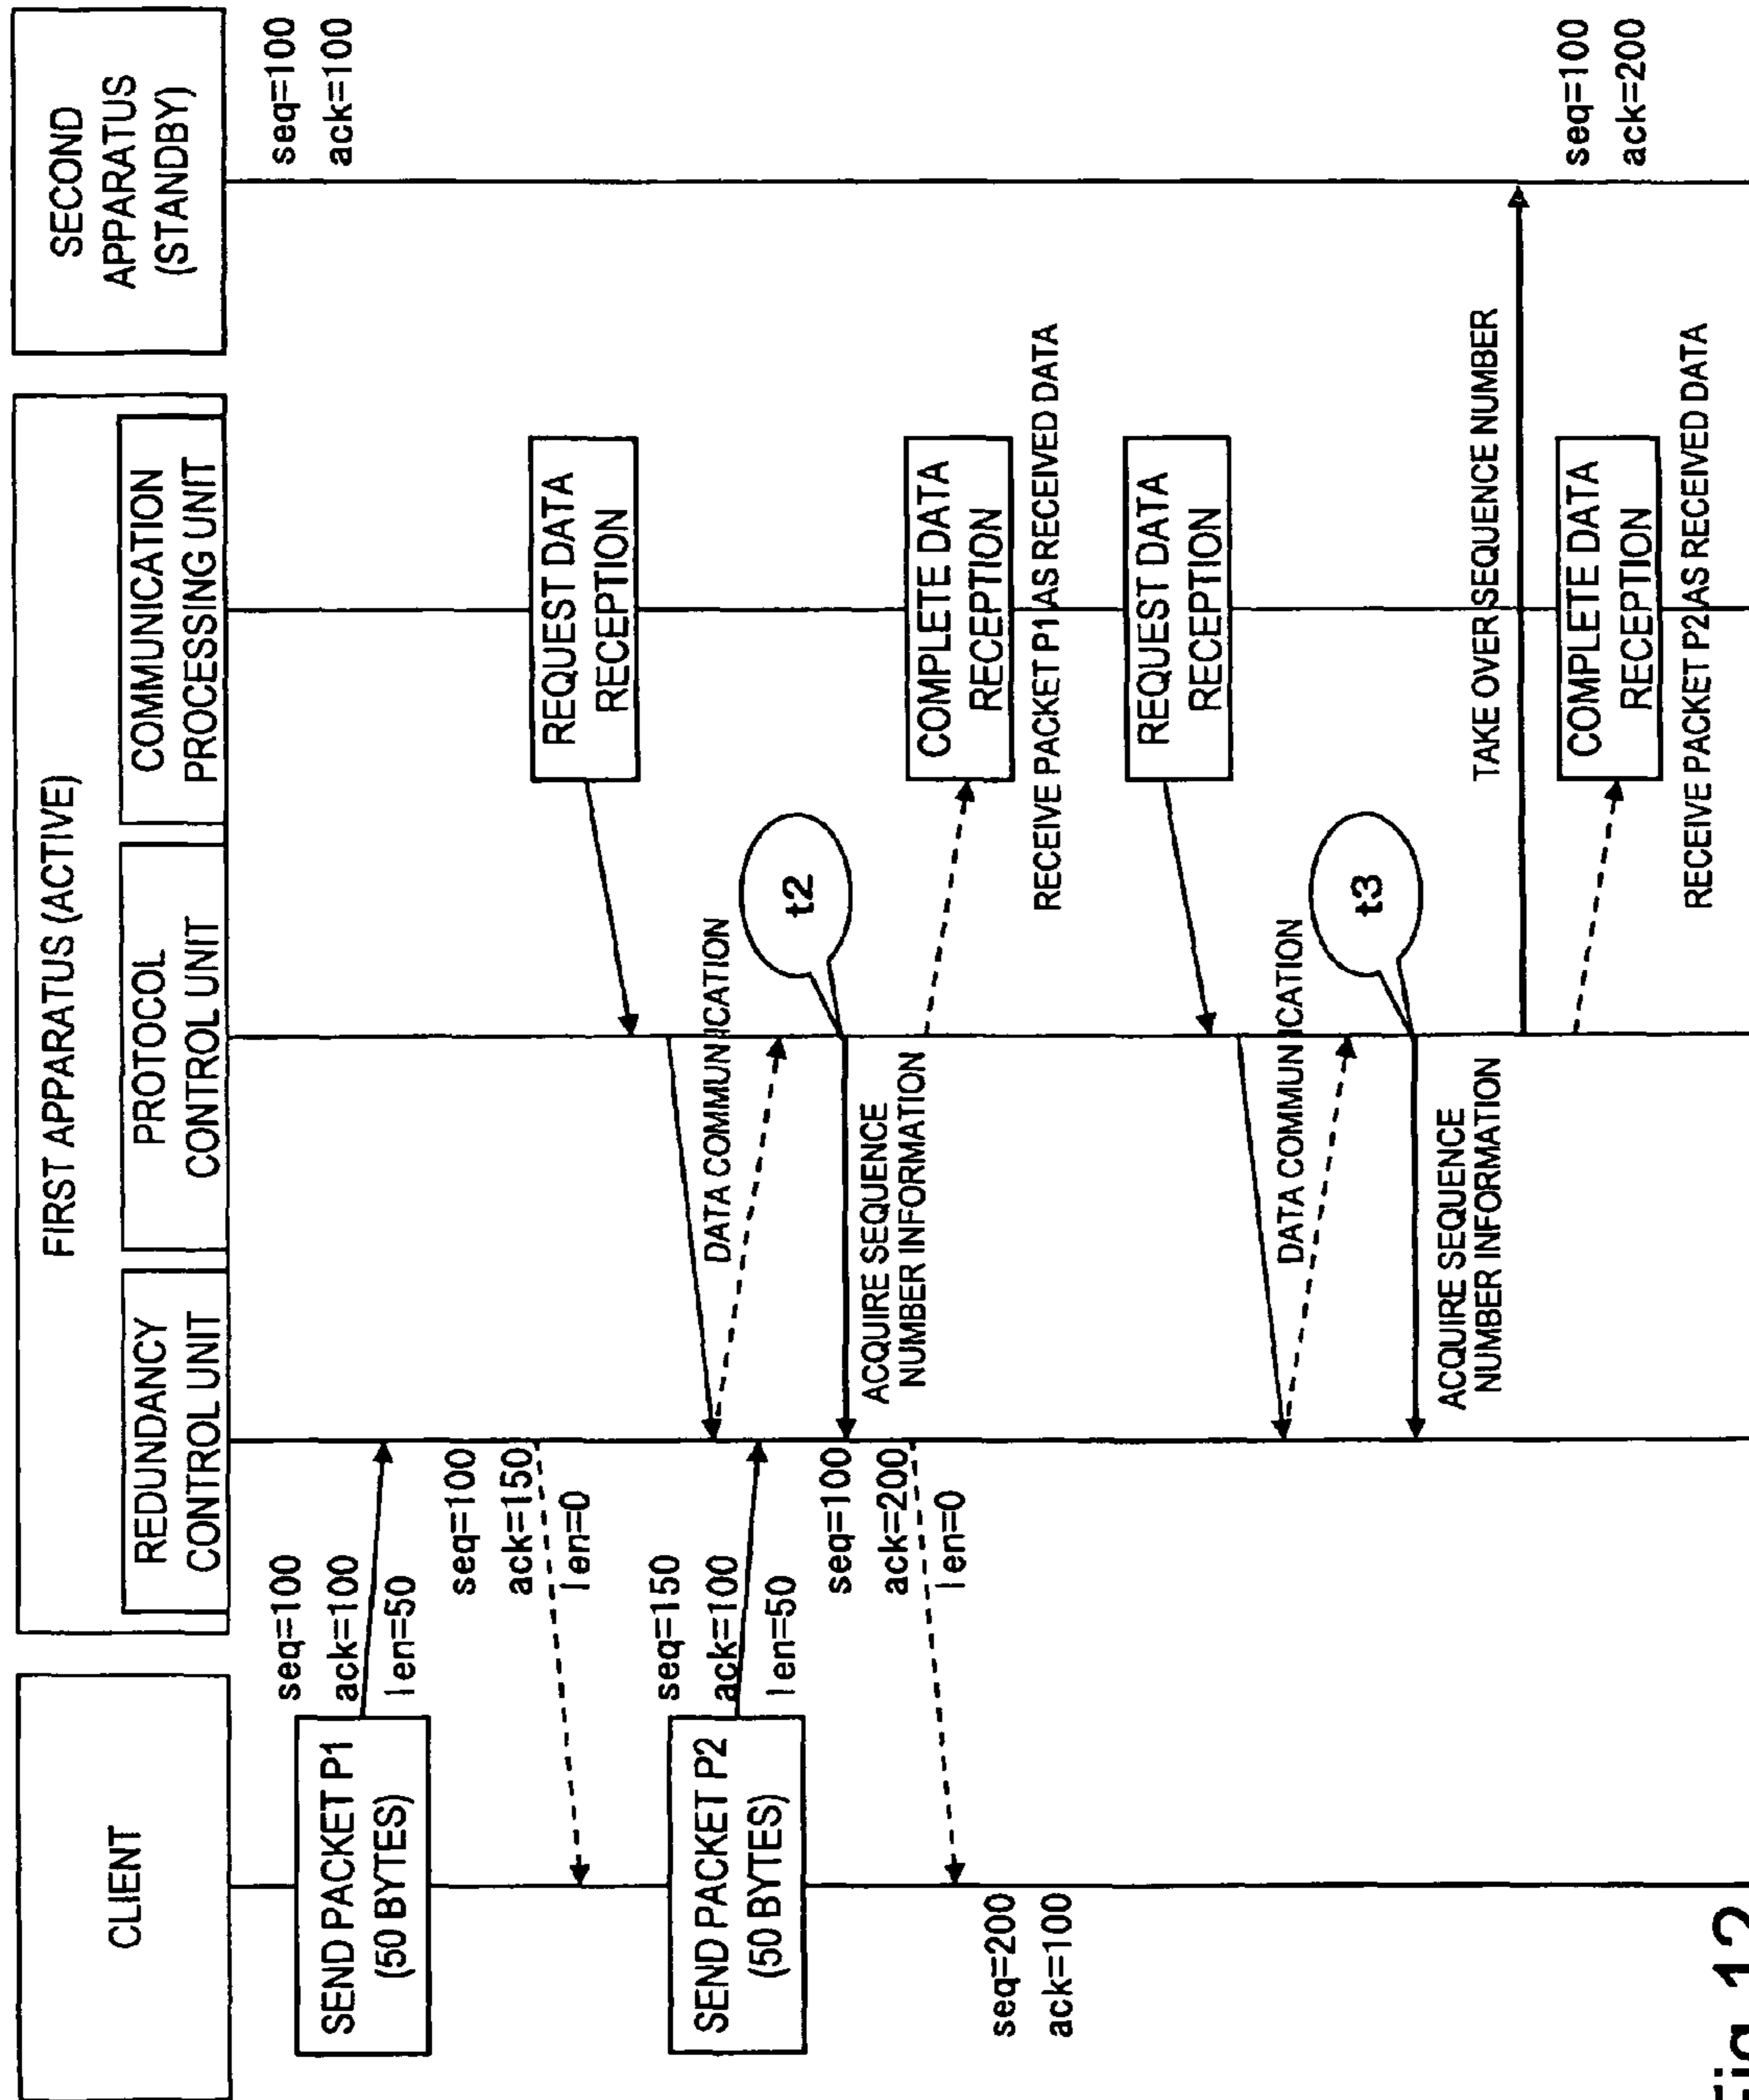 CLIENT
FIRST APPARATUS (ACTIVE)
REDUNDANCY
CONTROL UNIT
PROTOCOL
CONTROL UNIT
COMMUNICATION
PROCESSING UNIT
SECOND
APPARATUS
(STANDBY)
seq=100
ack=100
SEND PACKET P1
(50 BYTES)
seq=100
ack=100
len=50
seq=100
ack=150
len=0
REQUEST DATA
RECEPTION
SEND PACKET P2
(50 BYTES)
seq=150
ack=100
len=50
DATA COMMUNICATION
t2
seq=100
ack=200
len=0
ACQUIRE SEQUENCE
NUMBER INFORMATION
COMPLETE DATA
RECEPTION
seq=200
ack=100
RECEIVE PACKET P1 AS RECEIVED DATA
REQUEST DATA
RECEPTION
DATA COMMUNICATION
t3
ACQUIRE SEQUENCE
NUMBER INFORMATION
TAKE OVER SEQUENCE NUMBER
COMPLETE DATA
RECEPTION
seq=100
ack=200
RECEIVE PACKET P2 AS RECEIVED DATA
Fig.12